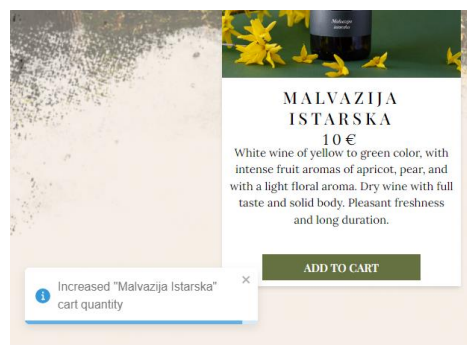 Malvazija
istarska
MALVAZIJA
ISTARSKA
10 €
White wine of yellow to green color, with
intense fruit aromas of apricot, pear, and
with a light floral aroma. Dry wine with full
taste and solid body. Pleasant freshness
and long duration.
ADD TO CART
Increased "Malvazija Istarska"
cart quantity